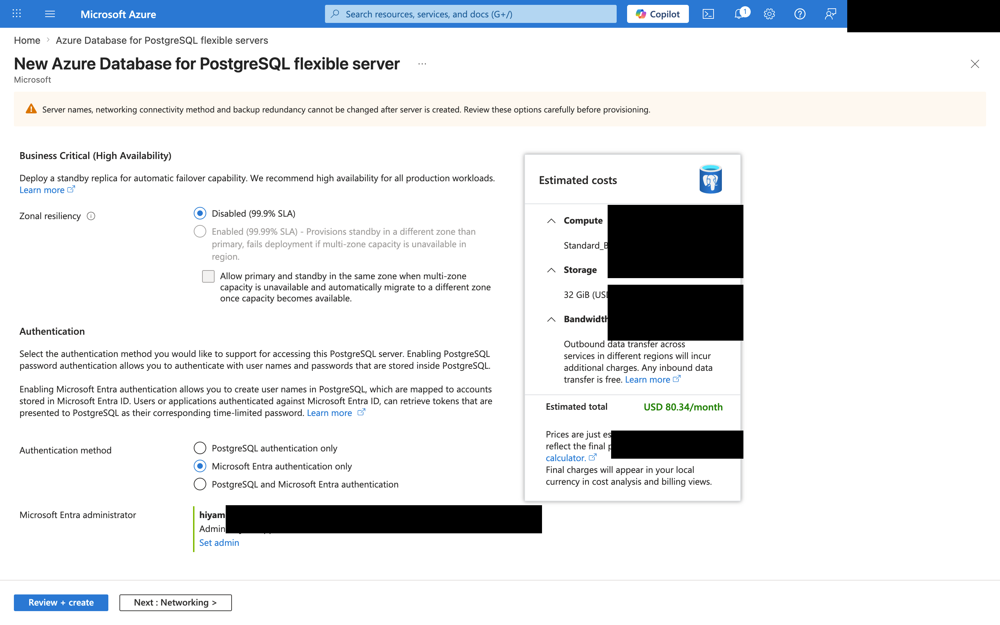 Microsoft Azure
Search resources, services, and docs (G+/)
Copilot
1
Home
Azure Database for PostgreSQL flexible servers
New Azure Database for PostgreSQL flexible server
Microsoft
Server names, networking connectivity method and backup redundancy cannot be changed after server is created. Review these options carefully before provisioning.
Business Critical (High Availability)
Deploy a standby replica for automatic failover capability. We recommend high availability for all production workloads.
Learn more
Zonal resiliency
Disabled (99.9% SLA)
Enabled (99.99% SLA) - Provisions standby in a different zone than
primary, fails deployment if multi-zone capacity is unavailable in
region.
Allow primary and standby in the same zone when multi-zone
capacity is unavailable and automatically migrate to a different zone
once capacity becomes available.
Authentication
Select the authentication method you would like to support for accessing this PostgreSQL server. Enabling PostgreSQL
password authentication allows you to authenticate with user names and passwords that are stored inside PostgreSQL.
Enabling Microsoft Entra authentication allows you to create user names in PostgreSQL, which are mapped to accounts
stored in Microsoft Entra ID. Users or applications authenticated against Microsoft Entra ID, can retrieve tokens that are
presented to PostgreSQL as their corresponding time-limited password. Learn more
Authentication method
PostgreSQL authentication only
Microsoft Entra authentication only
PostgreSQL and Microsoft Entra authentication
Microsoft Entra administrator
hiyam
Admin
Set admin
Estimated costs
Compute
Standard_B
Storage
32 GiB (USD
Bandwidth
Outbound data transfer across
services in different regions will incur
additional charges. Any inbound data
transfer is free. Learn more
Estimated total
USD 80.34/month
Prices are just es
reflect the final p
calculator.
Final charges will appear in your local
currency in cost analysis and billing views.
Review + create
Next : Networking >